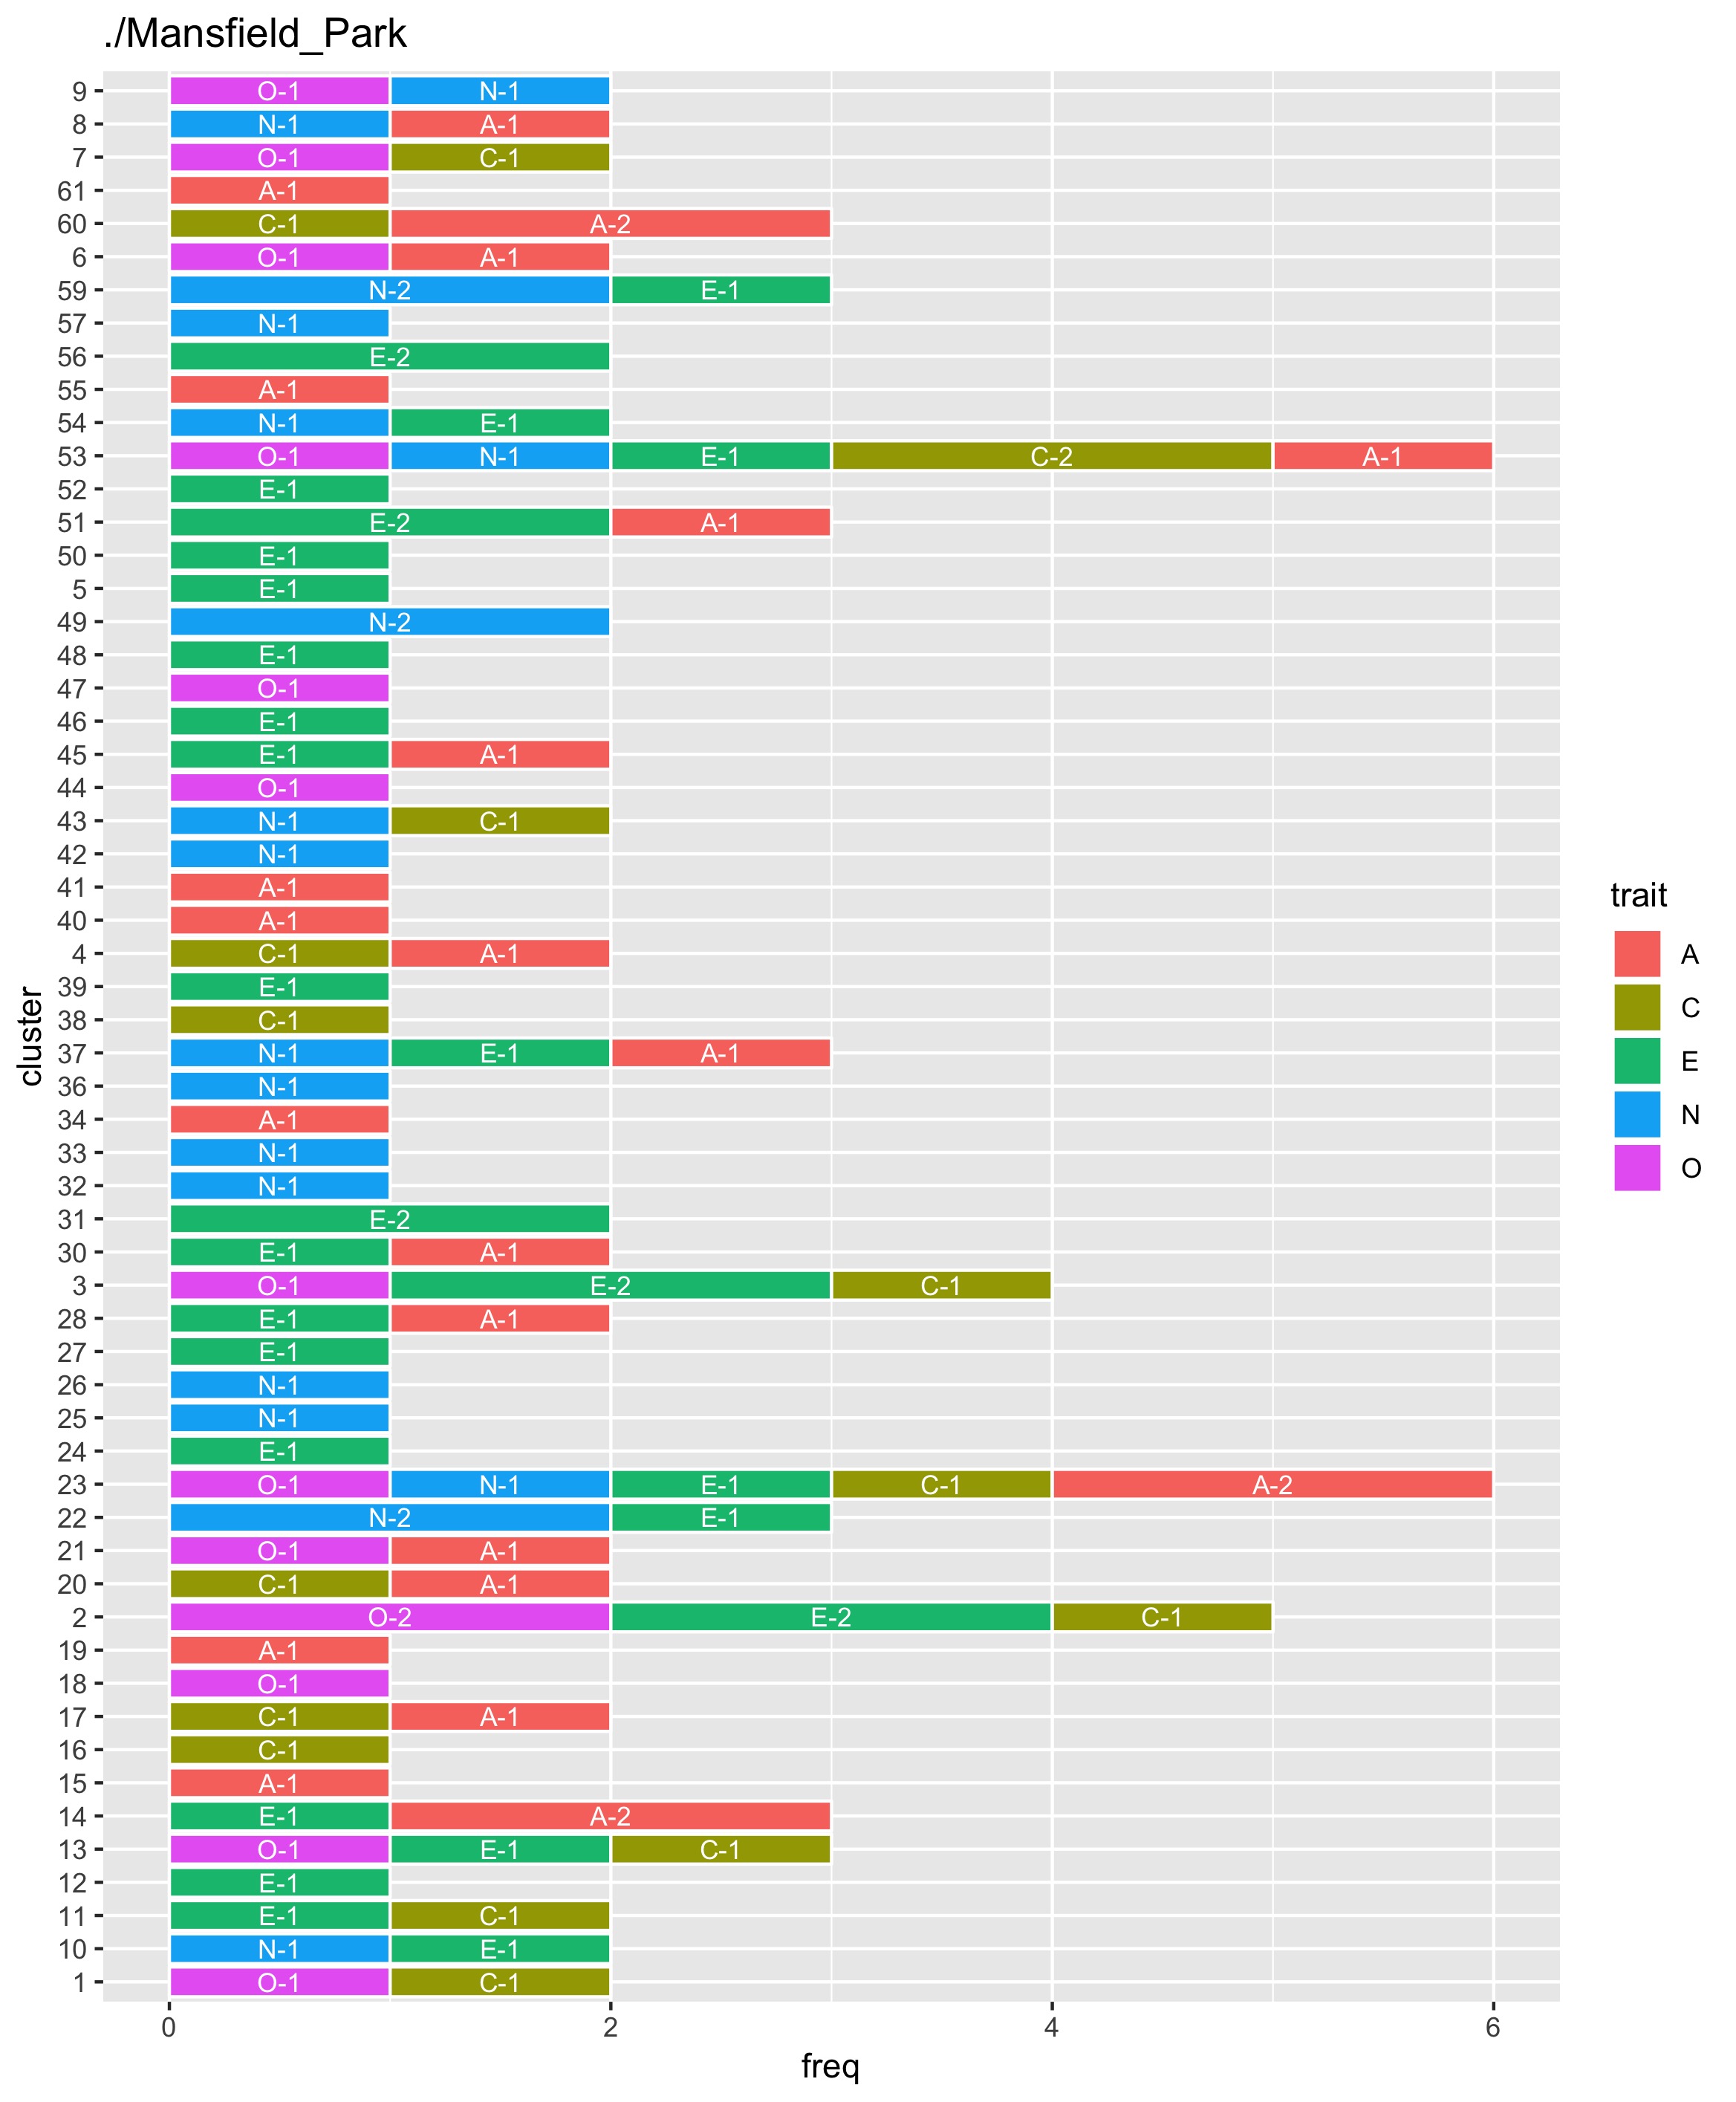 ./Mansfield_Park
9 O-1 N-1
8 N-1 A-1
7 O-1 C-1
61 A-1
60 C-1 A-2
6 O-1 A-1
59 N-2 E-1
57 N-1
56 E-2
55 A-1
54 N-1 E-1
53 O-1 N-1 E-1 C-2 A-1
52 E-1
51 E-2 A-1
50 E-1
5 E-1
49 N-2
48 E-1
47 O-1
46 E-1
45 E-1 A-1
44 O-1
43 N-1 C-1
42 N-1
41 A-1
40 A-1
4 C-1 A-1
39 E-1
38 C-1
37 N-1 E-1 A-1
36 N-1
34 A-1
33 N-1
32 N-1
31 E-2
30 E-1 A-1
3 O-1 E-2 C-1
28 E-1 A-1
27 E-1
26 N-1
25 N-1
24 E-1
23 O-1 N-1 E-1 C-1 A-2
22 N-2 E-1
21 O-1 A-1
20 C-1 A-1
2 O-2 E-2 C-1
19 A-1
18 O-1
17 C-1 A-1
16 C-1
15 A-1
14 E-1 A-2
13 O-1 E-1 C-1
12 E-1
11 E-1 C-1
10 N-1 E-1
1 O-1 C-1
0 2 4 6
freq
cluster
trait
A
C
E
N
O